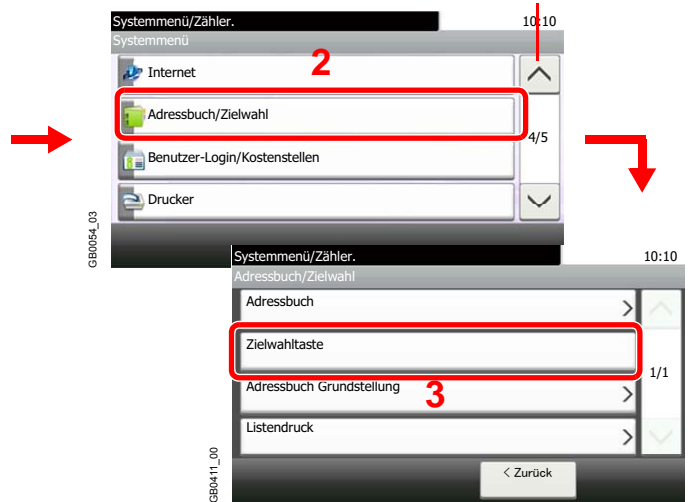 Systemmenü/Zähler. 10:10
Systemmenü
2
Internet
Adressbuch/Zielwahl
4/5
Benutzer-Login/Kostenstellen
Drucker
GB0054_03
Systemmenü/Zähler. 10:10
Adressbuch/Zielwahl
Adressbuch
Zielwahltaste
1/1
Adressbuch Grundstellung
3
Listendruck
< Zurück
GB0411_00